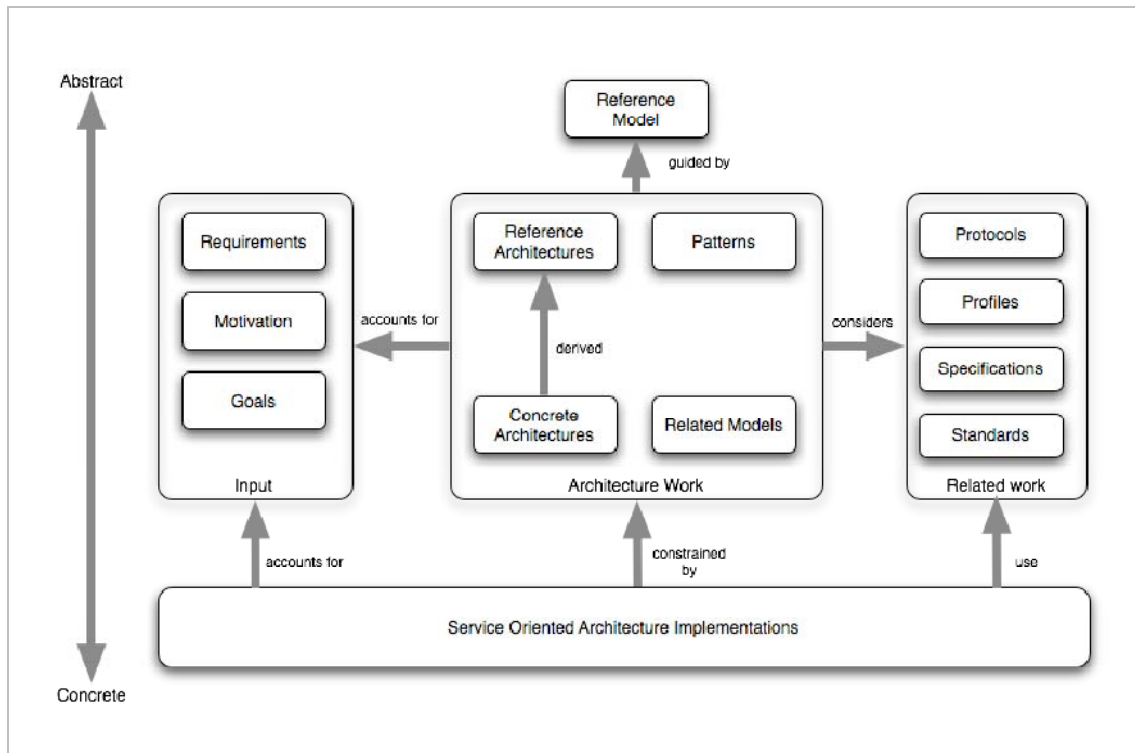 Abstract
Reference
Model
guided by
Requirements
Motivation
Goals
Input
accounts for
Reference
Architectures
Patterns
derived
Concrete
Architectures
Related Models
Architecture Work
considers
Protocols
Profiles
Specifications
Standards
Related work
accounts for
constrained
by
use
Service Oriented Architecture Implementations
Concrete